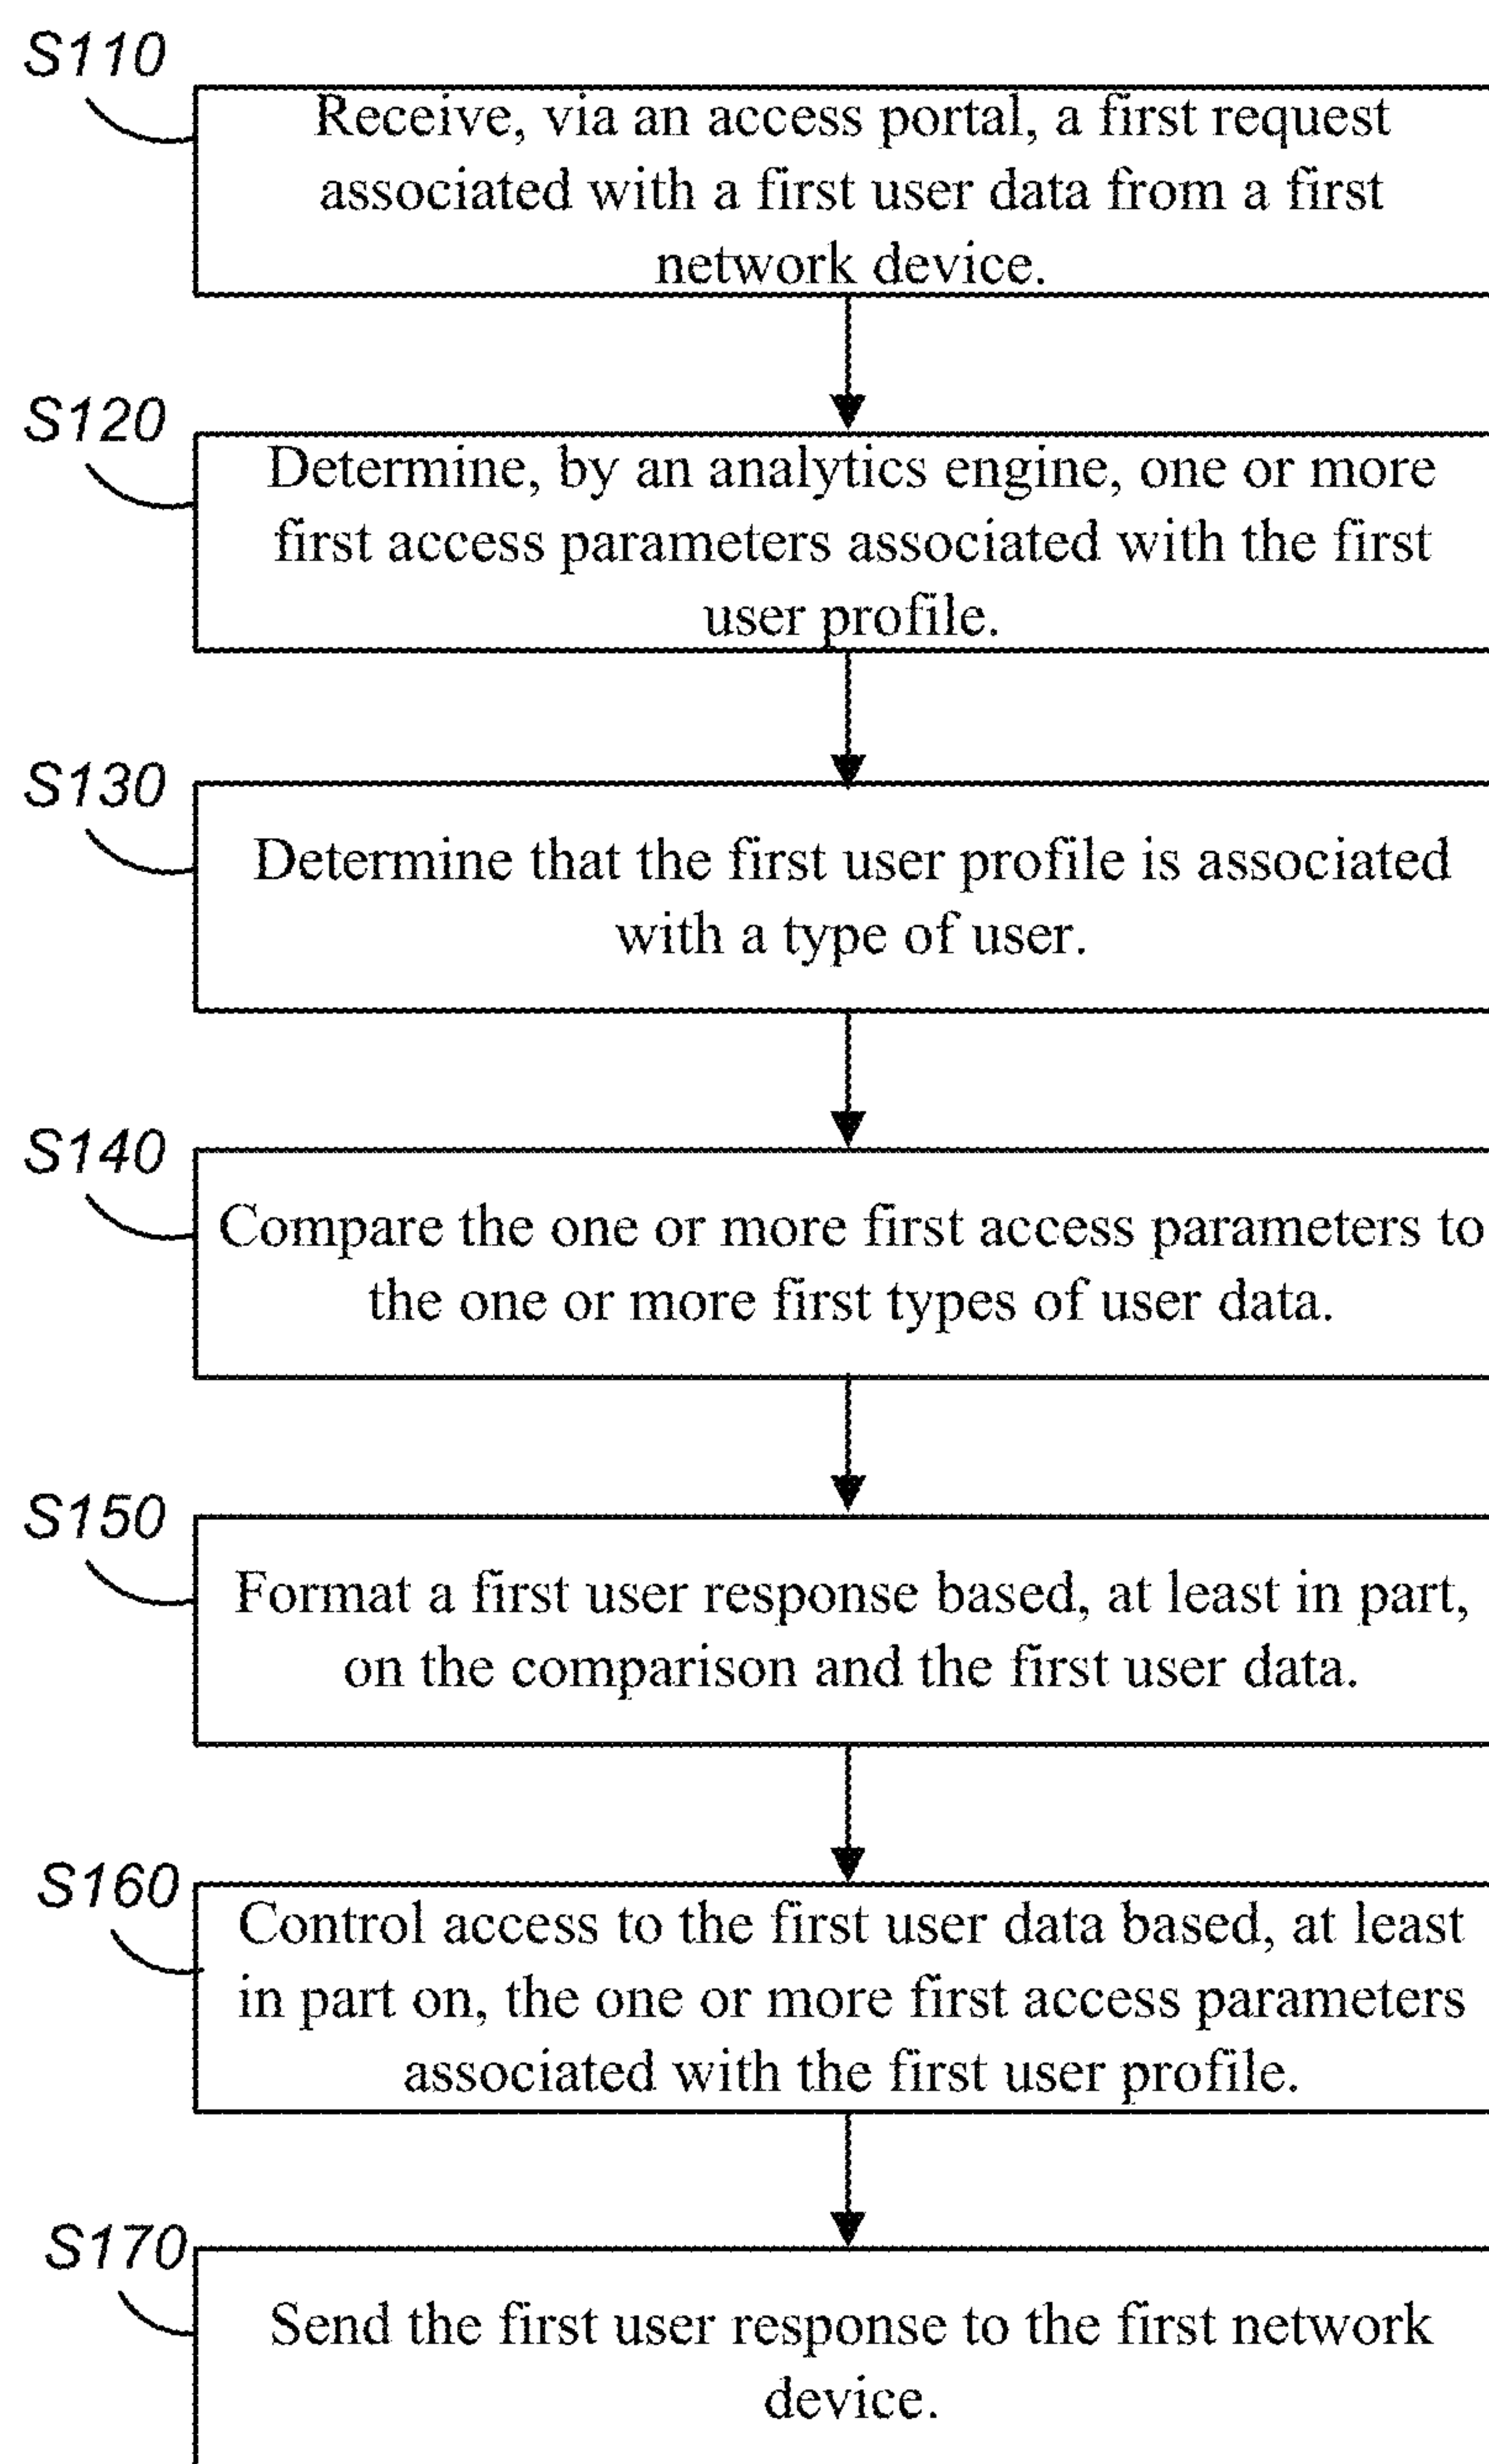 S110
Receive, via an access portal, a first request
associated with a first user data from a first
network device.
S120
Determine, by an analytics engine, one or more
first access parameters associated with the first
user profile.
S130
Determine that the first user profile is associated
with a type of user.
S140
Compare the one or more first access parameters to
the one or more first types of user data.
S150
Format a first user response based, at least in part,
on the comparison and the first user data.
S160
Control access to the first user data based, at least
in part on, the one or more first access parameters
associated with the first user profile.
S170
Send the first user response to the first network
device.